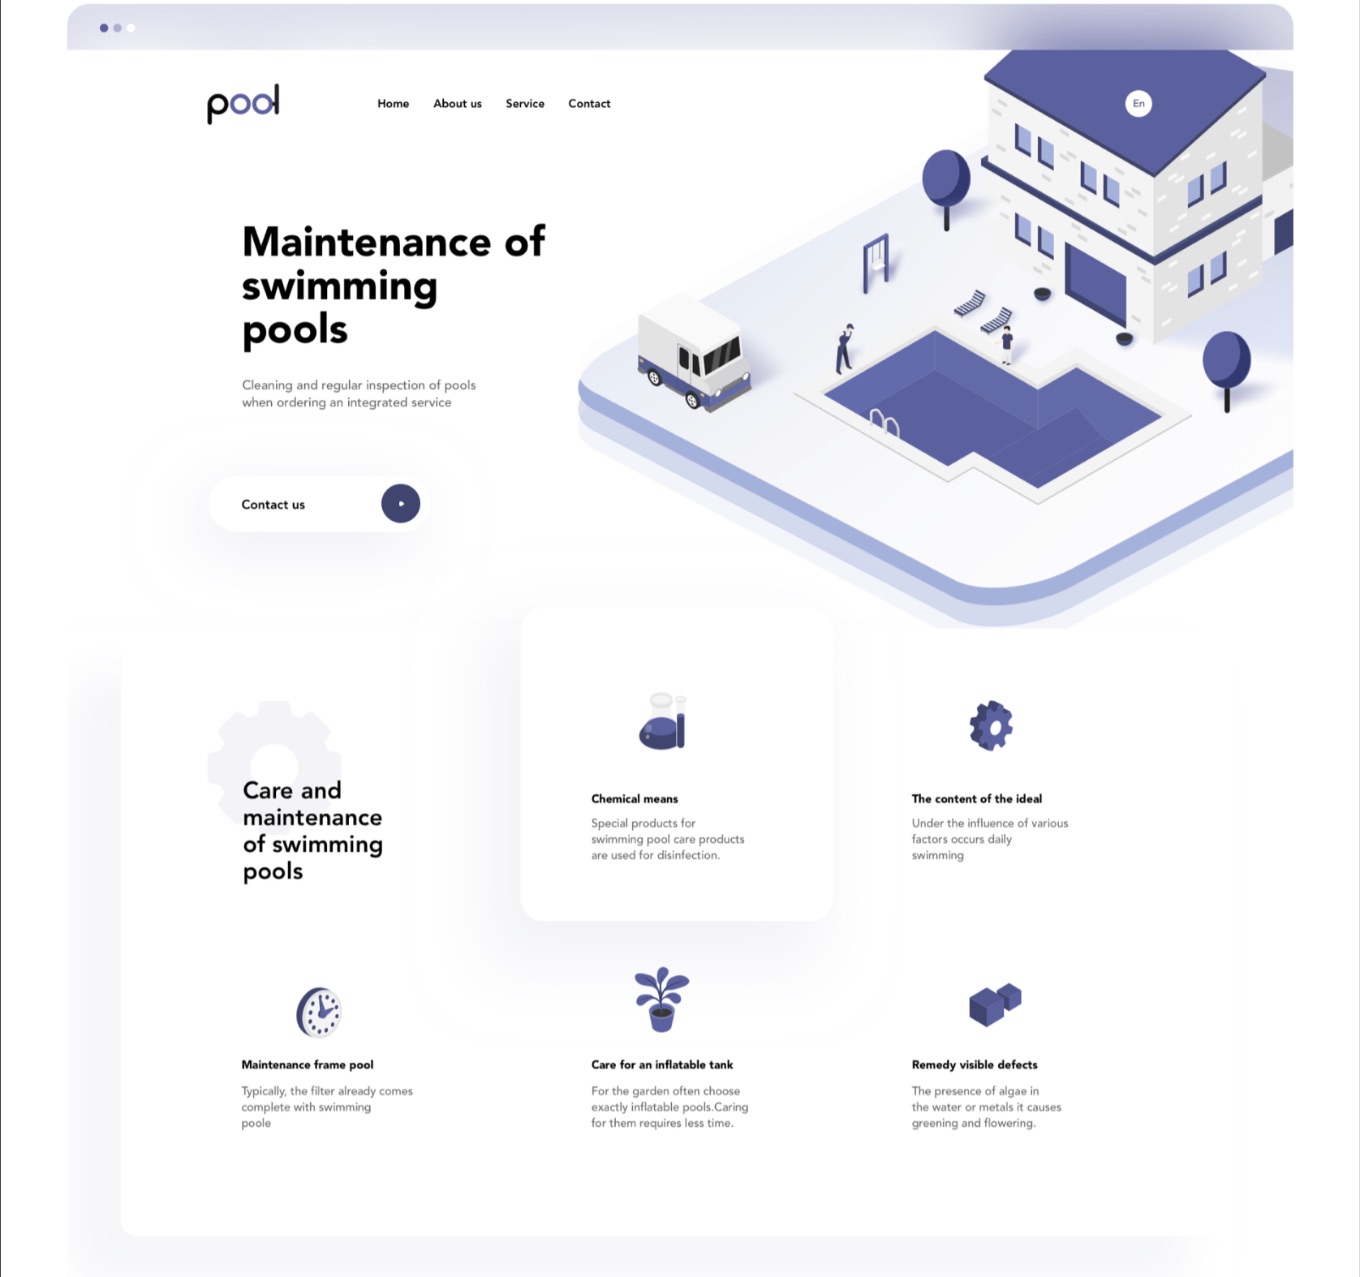 pool
Home About us Service Contact
En
Maintenance of
swimming
pools
Cleaning and regular inspection of pools
when ordering an integrated service
Contact us
Care and
maintenance
of swimming
pools
Chemical means
Special products for
swimming pool care products
are used for disinfection.
The content of the ideal
Under the influence of various
factors occurs daily
swimming
Maintenance frame pool
Typically, the filter already comes
complete with swimming
poole
Care for an inflatable tank
For the garden often choose
exactly inflatable pools.Caring
for them requires less time.
Remedy visible defects
The presence of algae in
the water or metals it causes
greening and flowering.